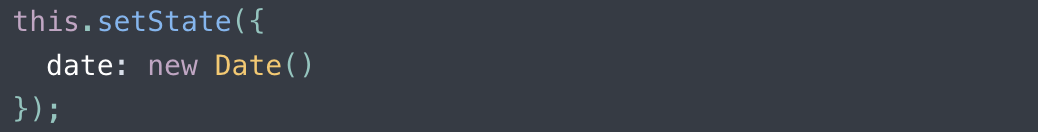 this.setState({
  date: new Date()
});